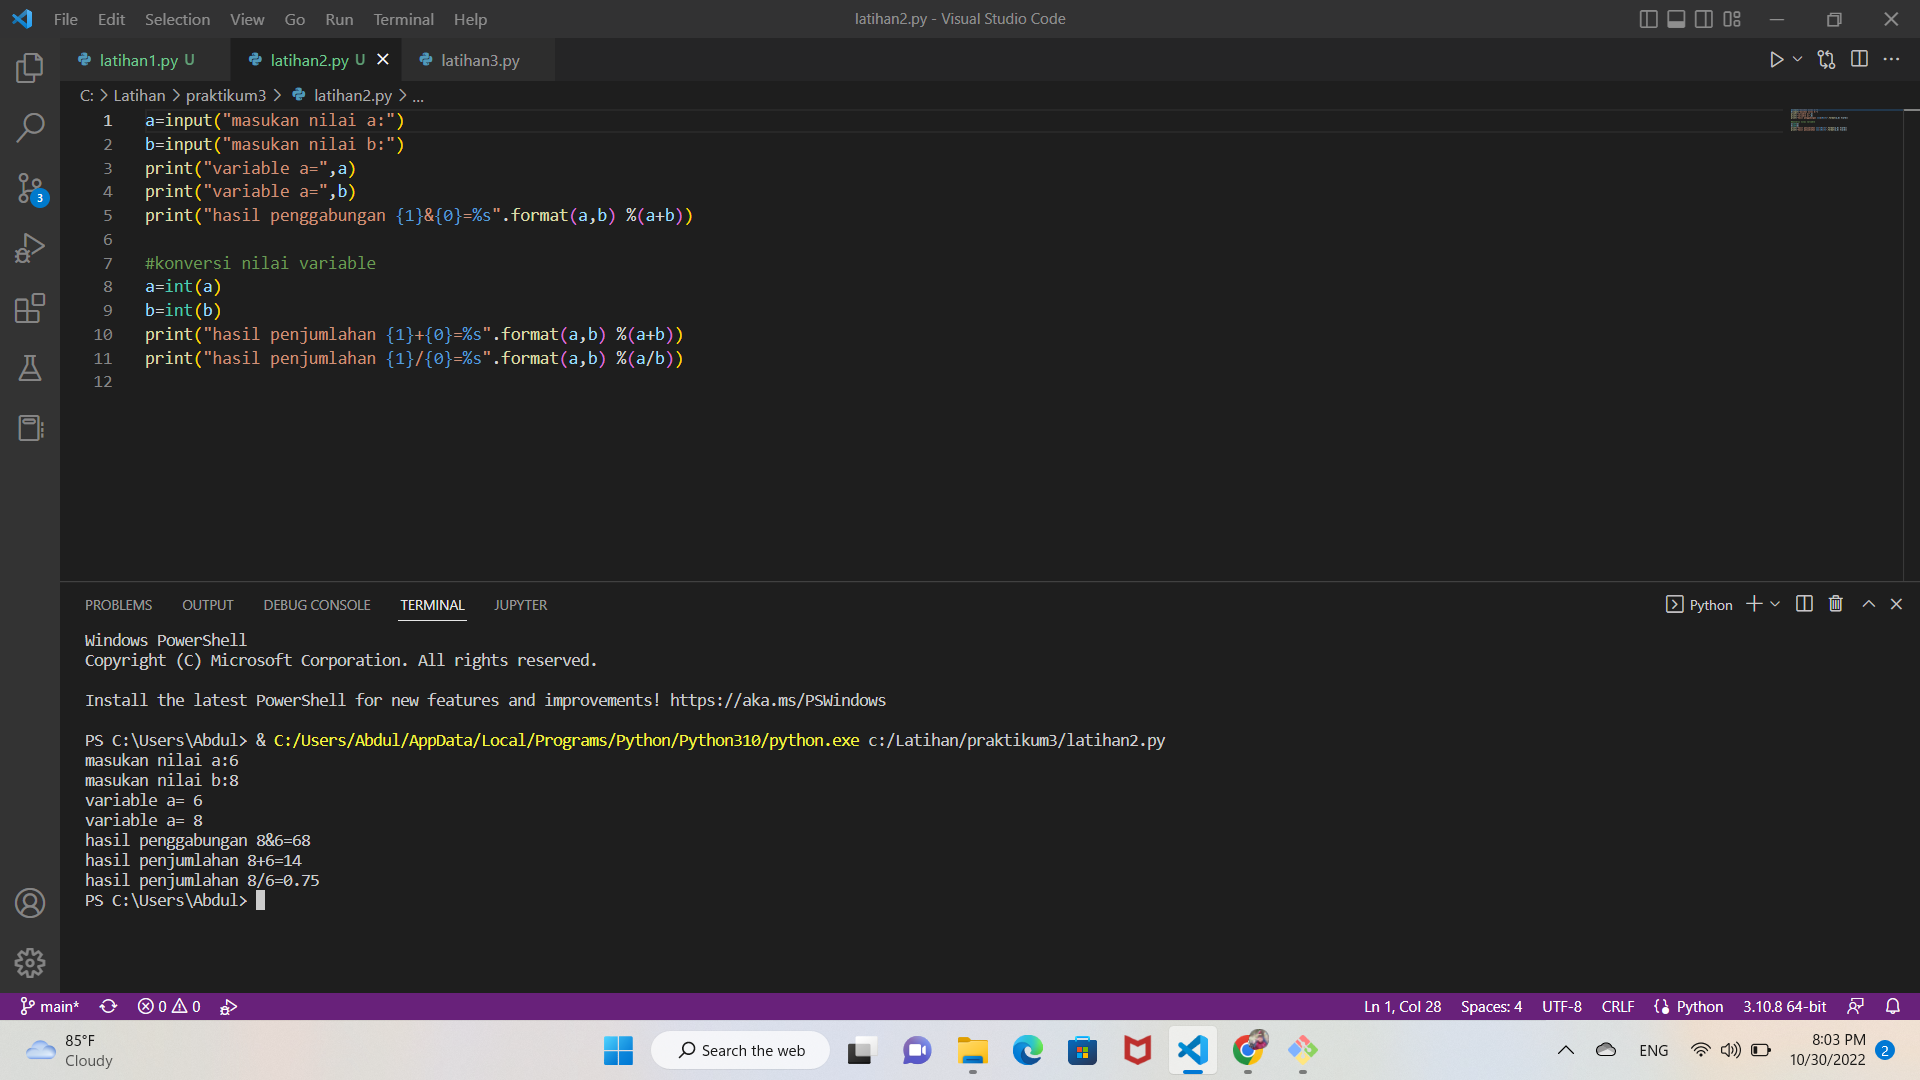 File Edit Selection View Go Run Terminal Help
latihan2.py - Visual Studio Code
latihan1.py U
latihan2.py U
latihan3.py
C: > Latihan > praktikum3 > latihan2.py > ...
1 a=input("masukan nilai a:")
2 b=input("masukan nilai b:")
3 print("variable a=",a)
4 print("variable a=",b)
5 print("hasil penggabungan {1}&{0}=%s".format(a,b) %(a+b))
6
7 #konversi nilai variable
8 a=int(a)
9 b=int(b)
10 print("hasil penjumlahan {1}+{0}=%s".format(a,b) %(a+b))
11 print("hasil penjumlahan {1}/{0}=%s".format(a,b) %(a/b))
12
3
PROBLEMS OUTPUT DEBUG CONSOLE TERMINAL JUPYTER
Python
Windows PowerShell
Copyright (C) Microsoft Corporation. All rights reserved.
Install the latest PowerShell for new features and improvements! https://aka.ms/PSWindows
PS C:\Users\Abdul> & C:/Users/Abdul/AppData/Local/Programs/Python/Python310/python.exe c:/Latihan/praktikum3/latihan2.py
masukan nilai a:6
masukan nilai b:8
variable a= 6
variable a= 8
hasil penggabungan 8&6=68
hasil penjumlahan 8+6=14
hasil penjumlahan 8/6=0.75
PS C:\Users\Abdul>
main* 0 0
Ln 1, Col 28 Spaces: 4 UTF-8 CRLF Python 3.10.8 64-bit
85°F
Cloudy
Search the web
ENG
8:03 PM
10/30/2022
2